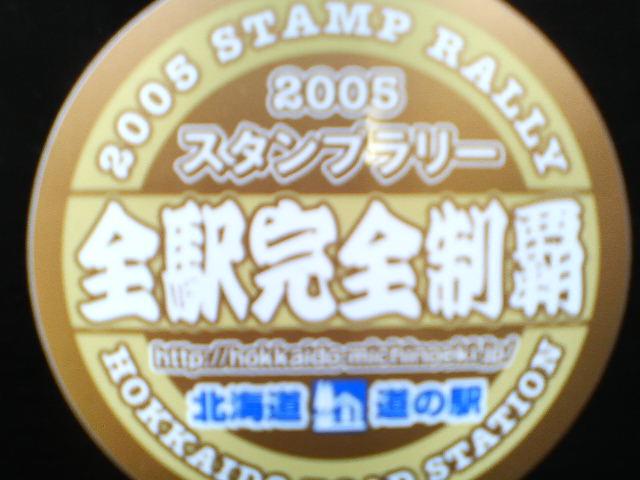 2005 STAMP RALLY
2005
スタンプラリー
全駅完全制覇
http://hokkaido-michinoeki.jp/
北海道 道の駅
HOKKAIDO ROAD STATION